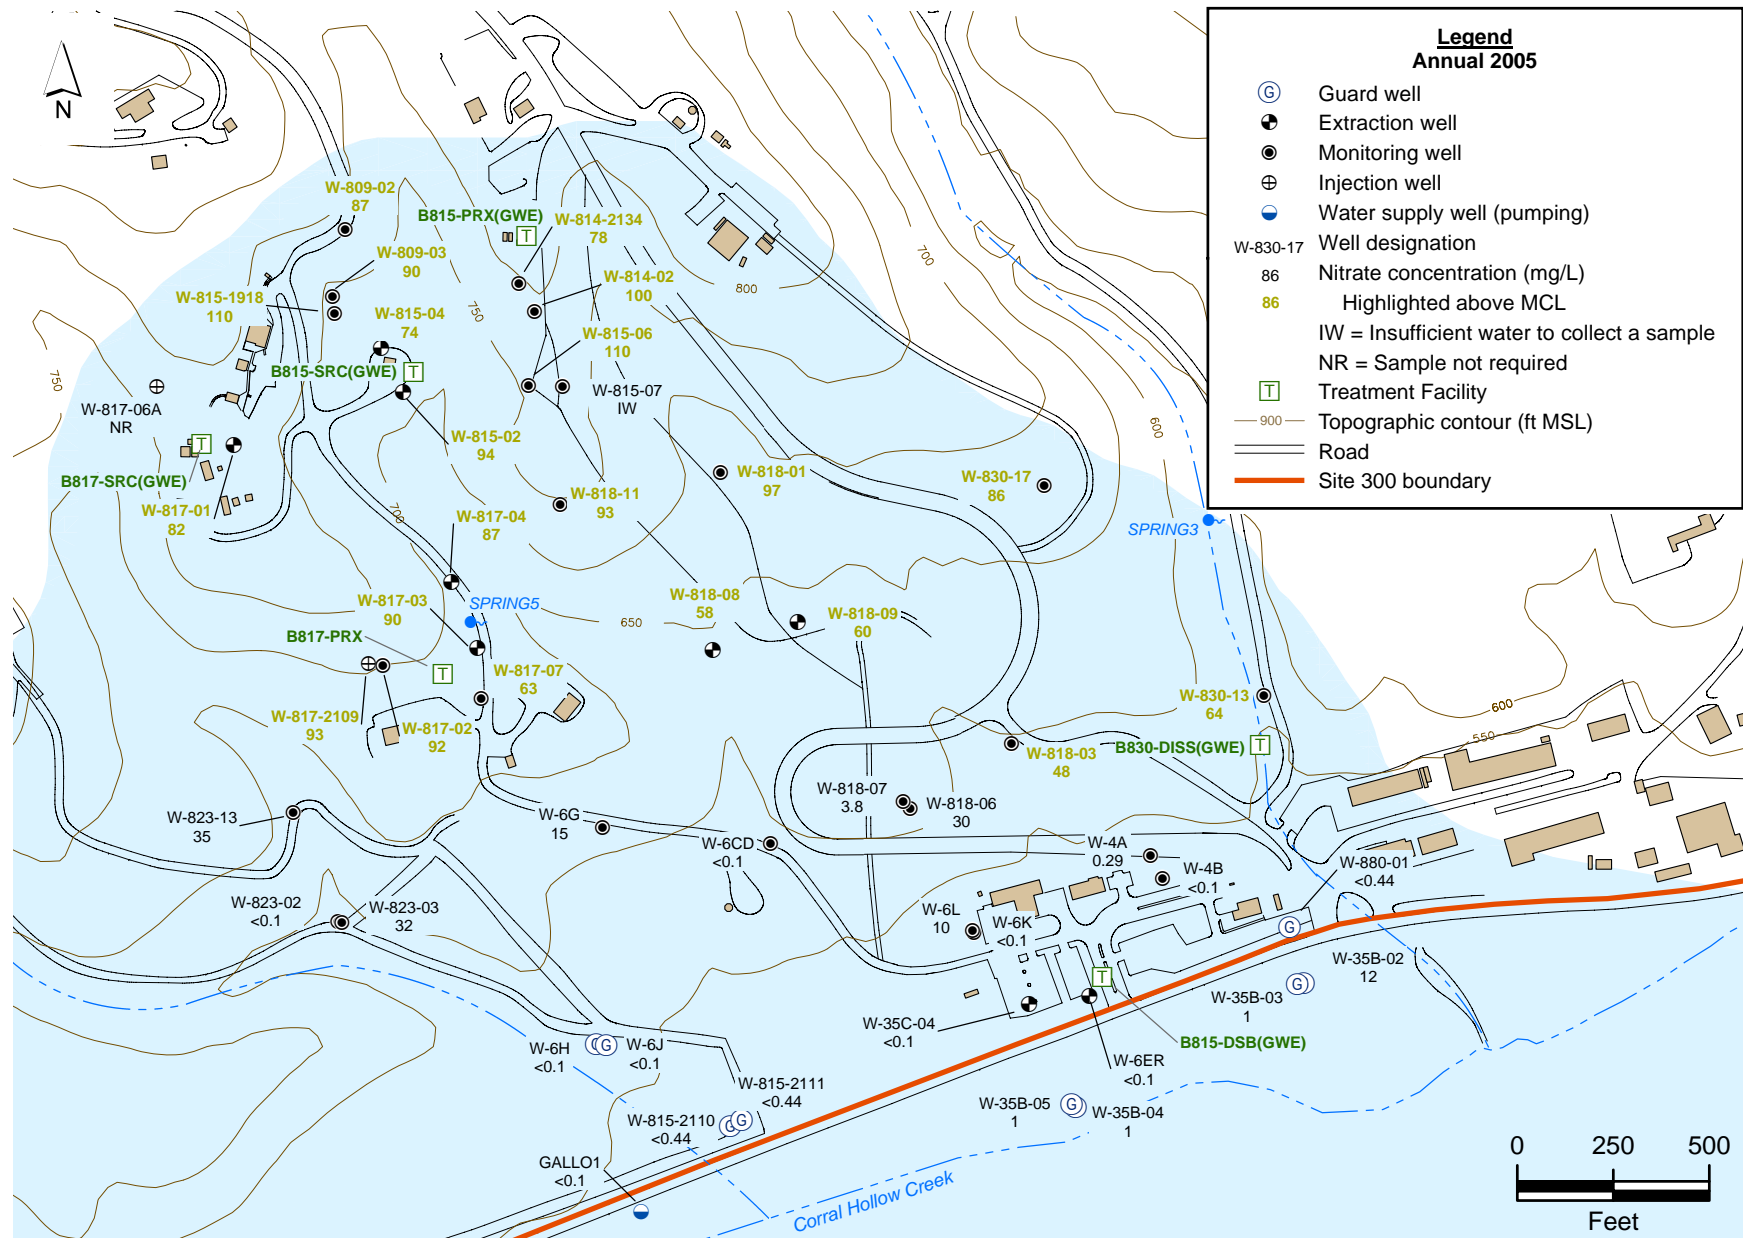 Legend
Annual 2005
G Guard well
Extraction well
Monitoring well
Injection well
Water supply well (pumping)
W-830-17 Well designation
86 Nitrate concentration (mg/L)
86 Highlighted above MCL
IW = Insufficient water to collect a sample
NR = Sample not required
T Treatment Facility
900 Topographic contour (ft MSL)
Road
Site 300 boundary
N
W-809-02
87
B815-PRX(GWE)
T
W-814-2134
78
W-809-03
90
W-814-02
100
W-815-1918
110
W-815-04
74
W-815-06
110
B815-SRC(GWE)
T
W-815-07
IW
W-817-06A
NR
W-815-02
94
T
B817-SRC(GWE)
W-817-01
82
W-818-11
93
W-818-01
97
W-830-17
86
W-817-04
87
SPRING3
W-817-03
90
SPRING5
W-818-08
58
W-818-09
60
B817-PRX
T
W-817-07
63
W-817-2109
93
W-817-02
92
W-830-13
64
B830-DISS(GWE)
T
W-818-03
48
W-818-07
3.8
W-818-06
30
W-823-13
35
W-6G
15
W-6CD
<0.1
W-4A
0.29
W-4B
<0.1
W-880-01
<0.44
G
W-823-02
<0.1
W-823-03
32
W-6L
10
W-6K
<0.1
W-35B-02
12
W-35B-03
1
G
T
W-35C-04
<0.1
B815-DSB(GWE)
W-6ER
<0.1
W-6H
<0.1
G
W-6J
<0.1
W-815-2111
<0.44
W-815-2110
<0.44
G
G
W-35B-05
1
G
W-35B-04
1
GALLO1
<0.1
Corral Hollow Creek
750
750
800
700
600
700
650
600
550
0 250 500
Feet